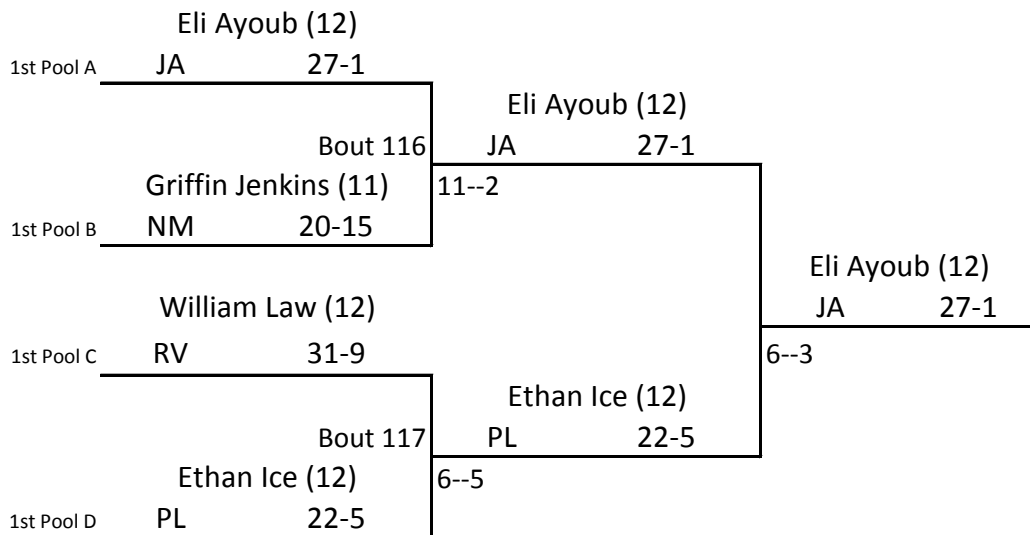 Eli Ayoub (12)
1st Pool A JA 27-1
Eli Ayoub (12)
Bout 116 JA 27-1
Griffin Jenkins (11) 11--2
1st Pool B NM 20-15
Eli Ayoub (12)
William Law (12) JA 27-1
1st Pool C RV 31-9 6--3
Ethan Ice (12)
Bout 117 PL 22-5
Ethan Ice (12) 6--5
1st Pool D PL 22-5